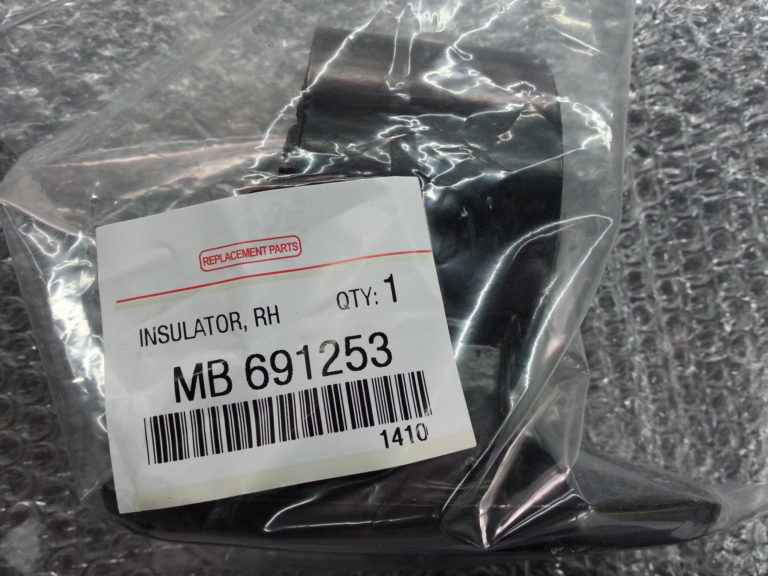 REPLACEMENT PARTS
INSULATOR, RH QTY: 1
MB 691253
1410